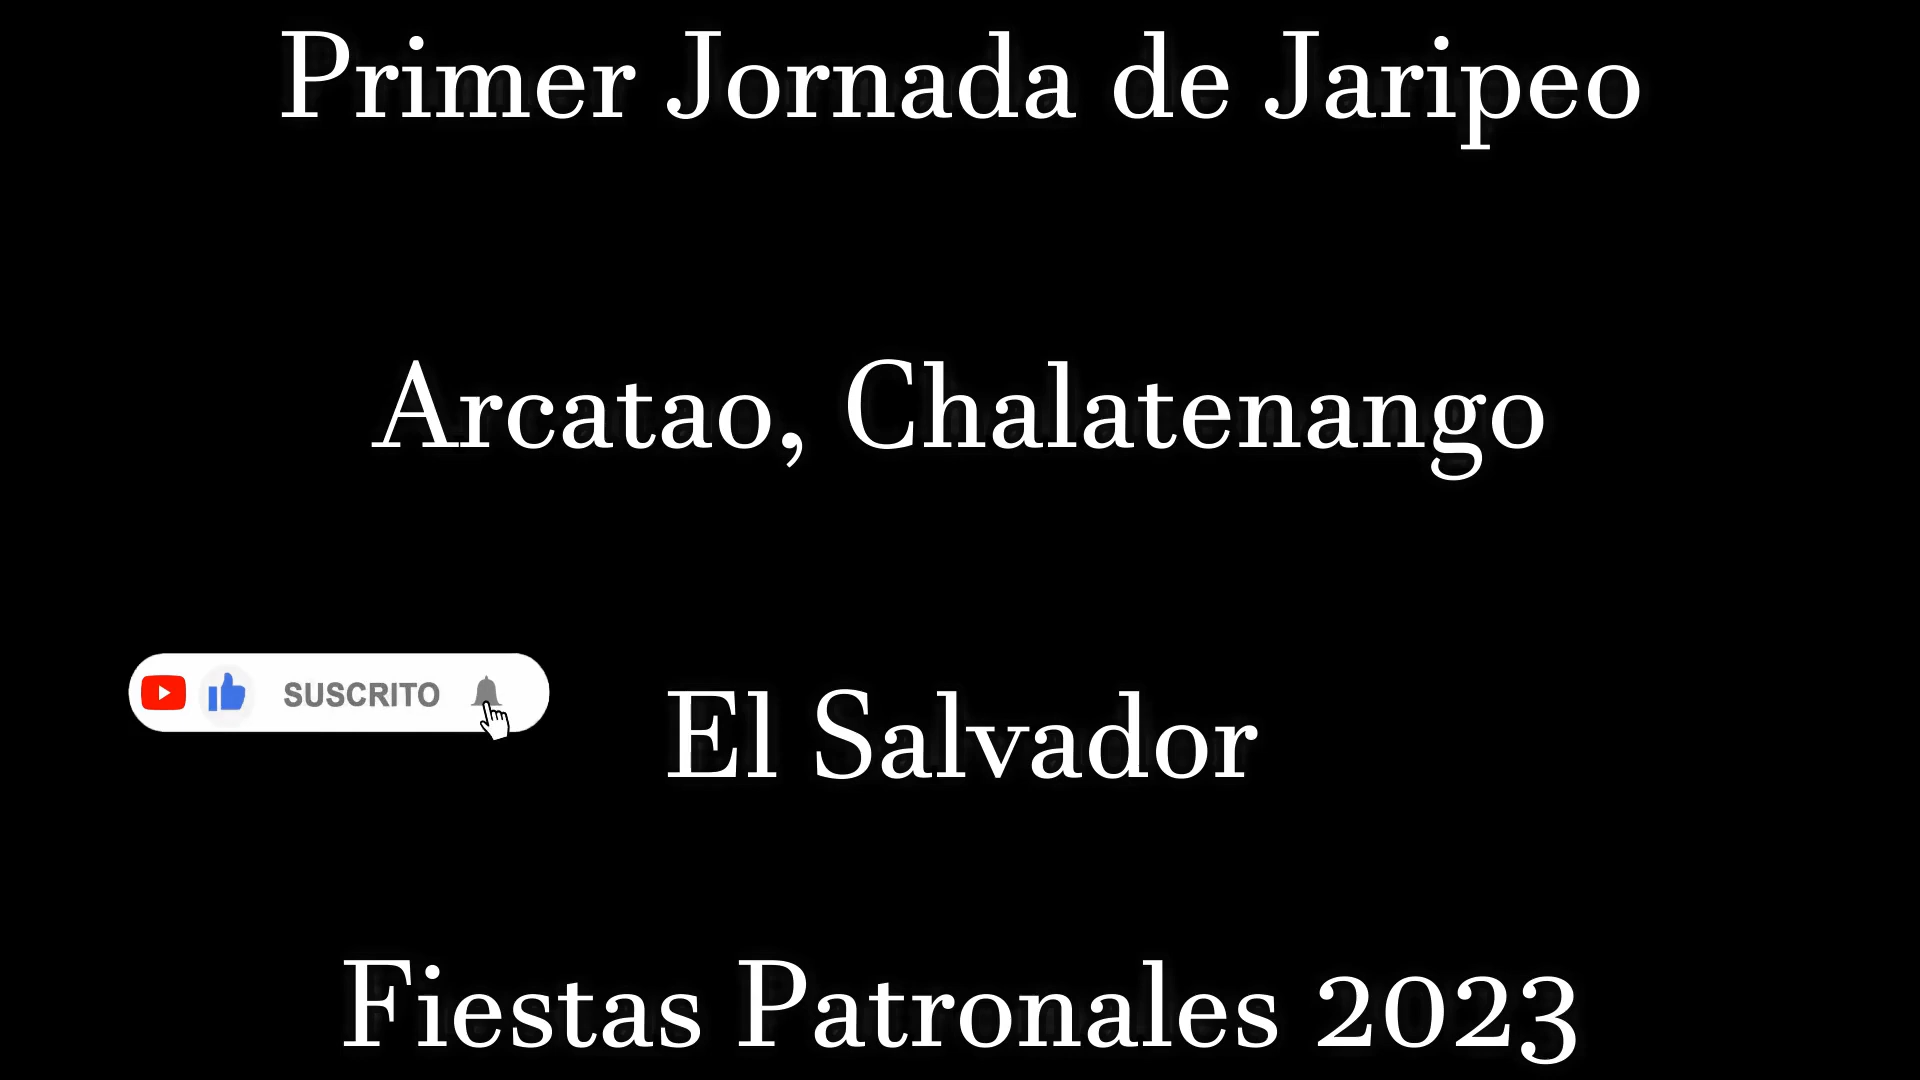 Primer Jornada de Jaripeo
Arcatao, Chalatenango
SUSCRITO
El Salvador
Fiestas Patronales 2023